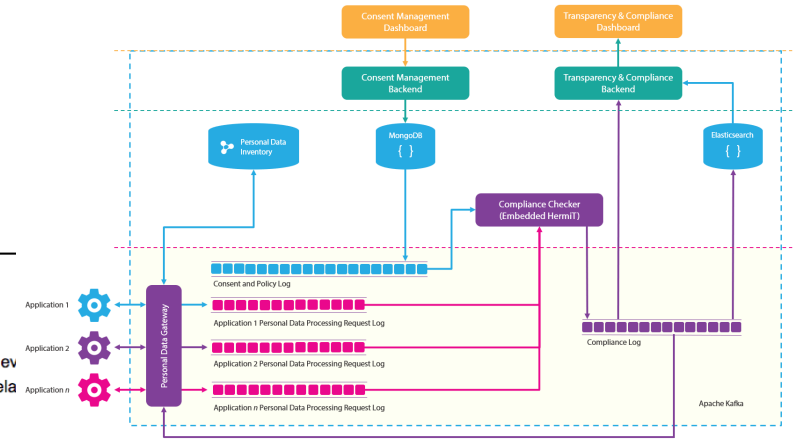 Consent Management
Dashboard
Transparency & Compliance
Dashboard
Consent Management
Backend
Transparency & Compliance
Backend
Personal Data
Inventory
MongoDB
{ }
Elasticsearch
{ }
Compliance Checker
(Embedded HermiT)
Consent and Policy Log
Application 1
Personal Data Gateway
Application 1 Personal Data Processing Request Log
Application 2
Application 2 Personal Data Processing Request Log
Compliance Log
ev
ela
Application n
Application n Personal Data Processing Request Log
Apache Kafka